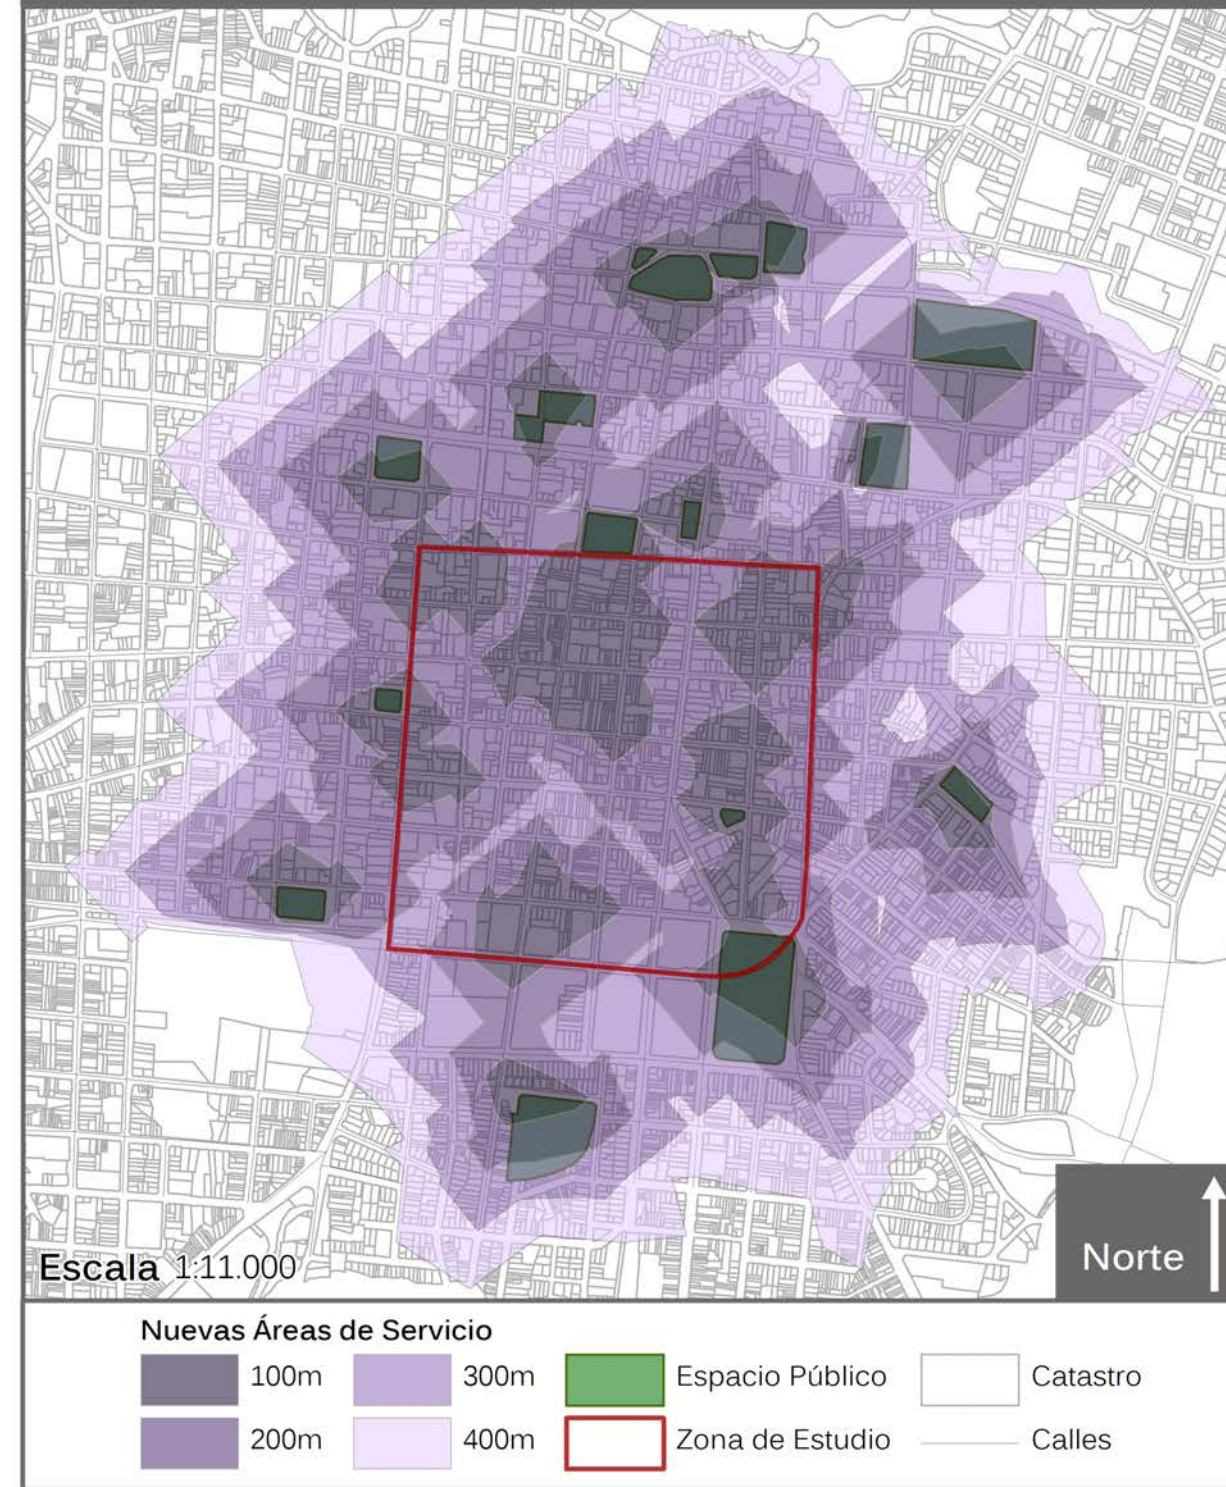 Escala 1:11.000
Norte
Nuevas Áreas de Servicio
100m 300m Espacio Público Catastro
200m 400m Zona de Estudio Calles